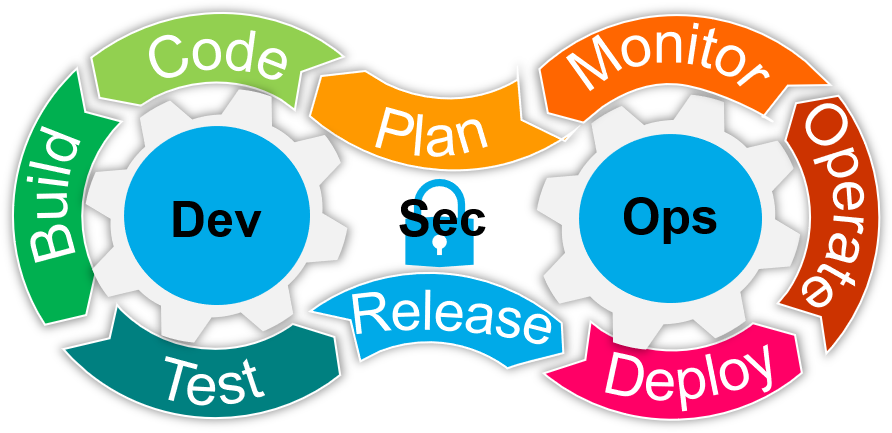 Code
Monitor
Plan
Build
Operate
Dev
Sec
Ops
Release
Test
Deploy